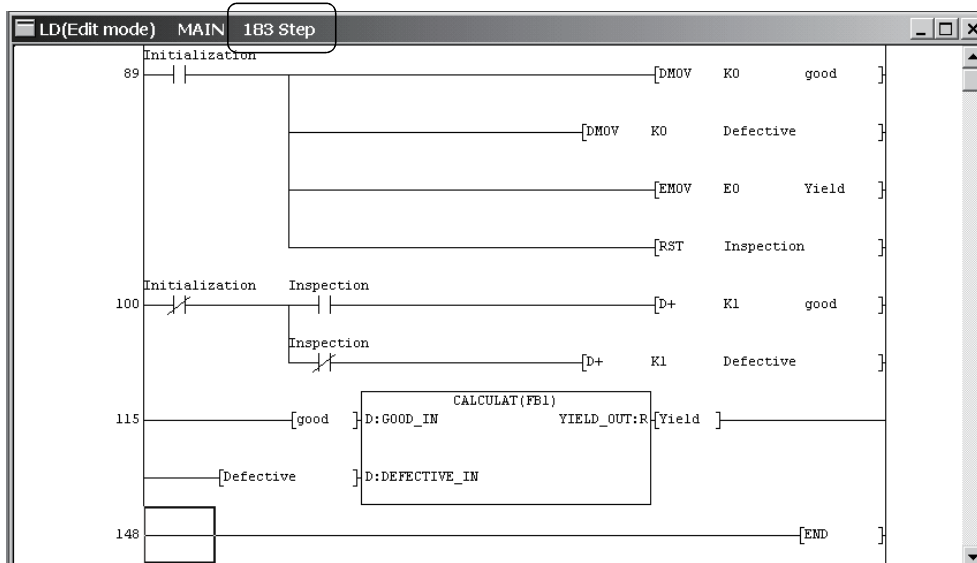 LD(Edit mode) MAIN 183 Step
Initialization
89 DMOV K0 good
DMOV K0 Defective
EMOV E0 Yield
RST Inspection
Initialization Inspection
100 D+ K1 good
Inspection
D+ K1 Defective
CALCULAT(FB1)
115 good D:GOOD_IN YIELD_OUT:R Yield
Defective D:DEFECTIVE_IN
148 END